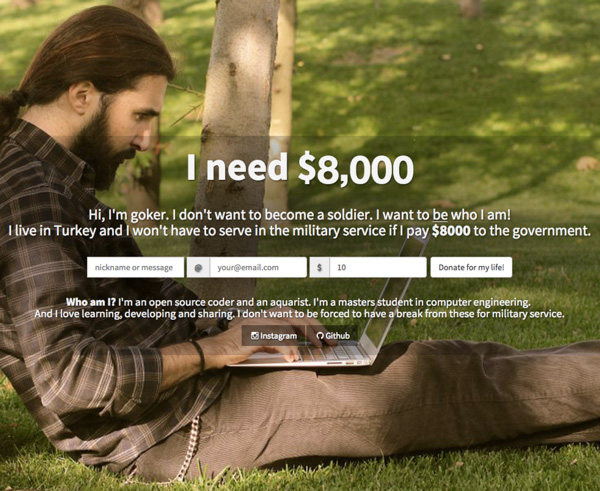 I need $8,000
Hi, I'm goker. I don't want to become a soldier. I want to be who I am!
I live in Turkey and I won't have to serve in the military service if I pay $8000 to the government.
nickname or message @ your@email.com $ 10 Donate for my life!
Who am I? I'm an open source coder and an aquarist. I'm a masters student in computer engineering.
And I love learning, developing and sharing. I don't want to be forced to have a break from these for military service.
Instagram Github